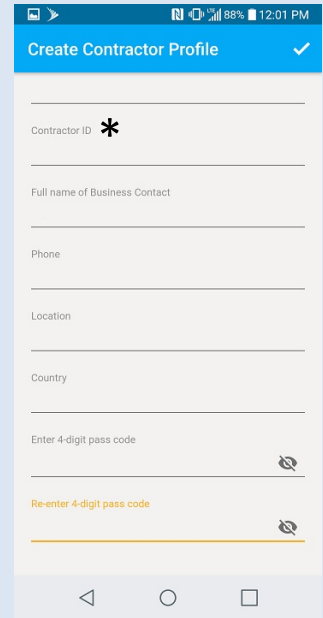 88% 12:01 PM
Create Contractor Profile
Contractor ID *
Full name of Business Contact
Phone
Location
Country
Enter 4-digit pass code
Re-enter 4-digit pass code